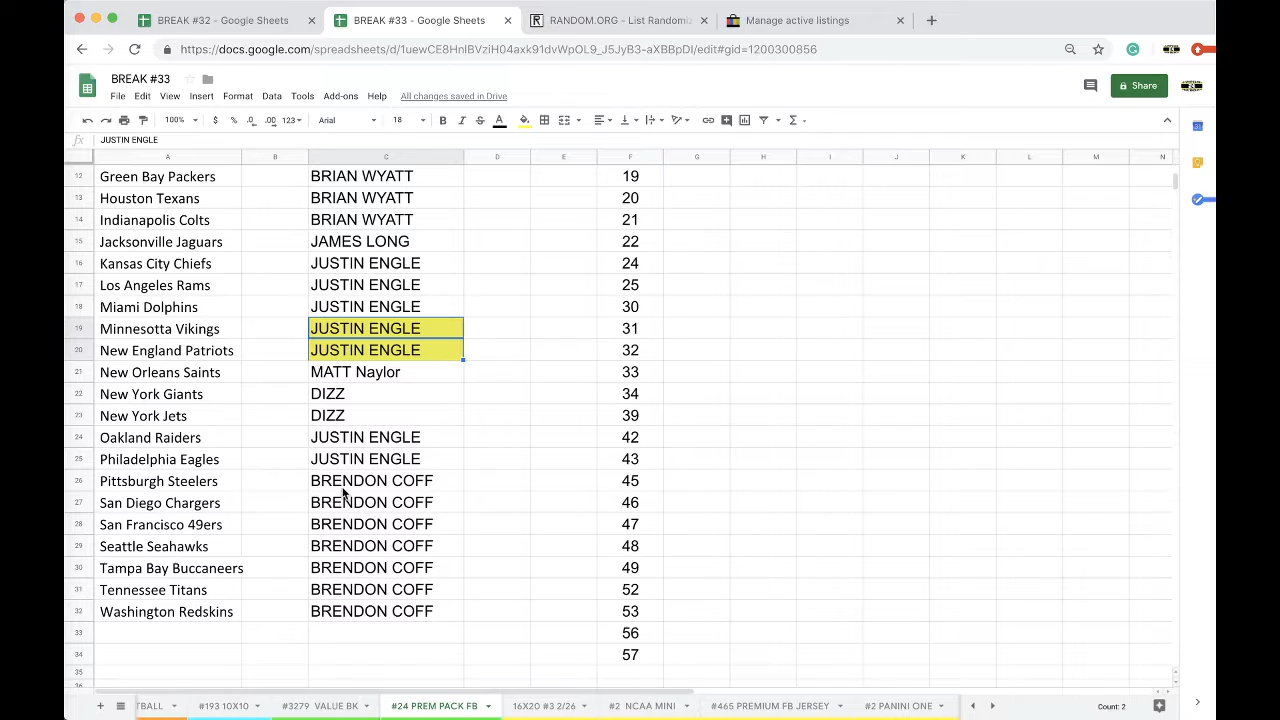 BREAK #32 - Google Sheets × BREAK #33 - Google Sheets × RANDOM.ORG - List Randomiz × Manage active listings × +
BREAK #33
File Edit View Insert Format Data Tools Add-ons Help All changes saved in Drive
Share
100% $ % .0 .00 123 Arial 18 B I S A
fx JUSTIN ENGLE
A B C D E F G H I J K L M N
12 Green Bay Packers BRIAN WYATT 19
13 Houston Texans BRIAN WYATT 20
14 Indianapolis Colts BRIAN WYATT 21
15 Jacksonville Jaguars JAMES LONG 22
16 Kansas City Chiefs JUSTIN ENGLE 24
17 Los Angeles Rams JUSTIN ENGLE 25
18 Miami Dolphins JUSTIN ENGLE 30
19 Minnesotta Vikings JUSTIN ENGLE 31
20 New England Patriots JUSTIN ENGLE 32
21 New Orleans Saints MATT Naylor 33
22 New York Giants DIZZ 34
23 New York Jets DIZZ 39
24 Oakland Raiders JUSTIN ENGLE 42
25 Philadelphia Eagles JUSTIN ENGLE 43
26 Pittsburgh Steelers BRENDON COFF 45
27 San Diego Chargers BRENDON COFF 46
28 San Francisco 49ers BRENDON COFF 47
29 Seattle Seahawks BRENDON COFF 48
30 Tampa Bay Buccaneers BRENDON COFF 49
31 Tennessee Titans BRENDON COFF 52
32 Washington Redskins BRENDON COFF 53
33 56
34 57
35
36
TBALL #193 10X10 #3279 VALUE BK #24 PREM PACK FB 16X20 #3 2/26 #2 NCAA MINI #465 PREMIUM FB JERSEY #2 PANINI ONE Count: 2